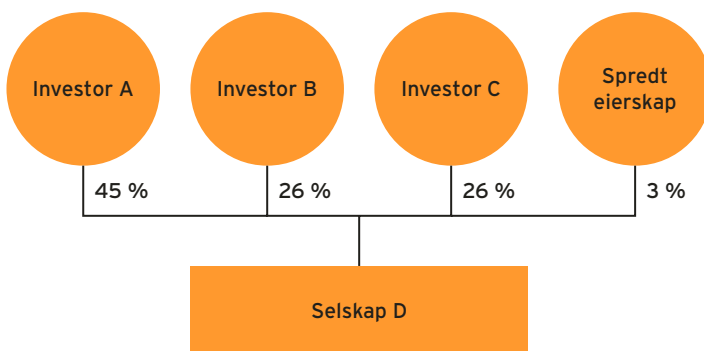 Investor A
Investor B
Investor C
Spredt
eierskap
45 %
26 %
26 %
3 %
Selskap D